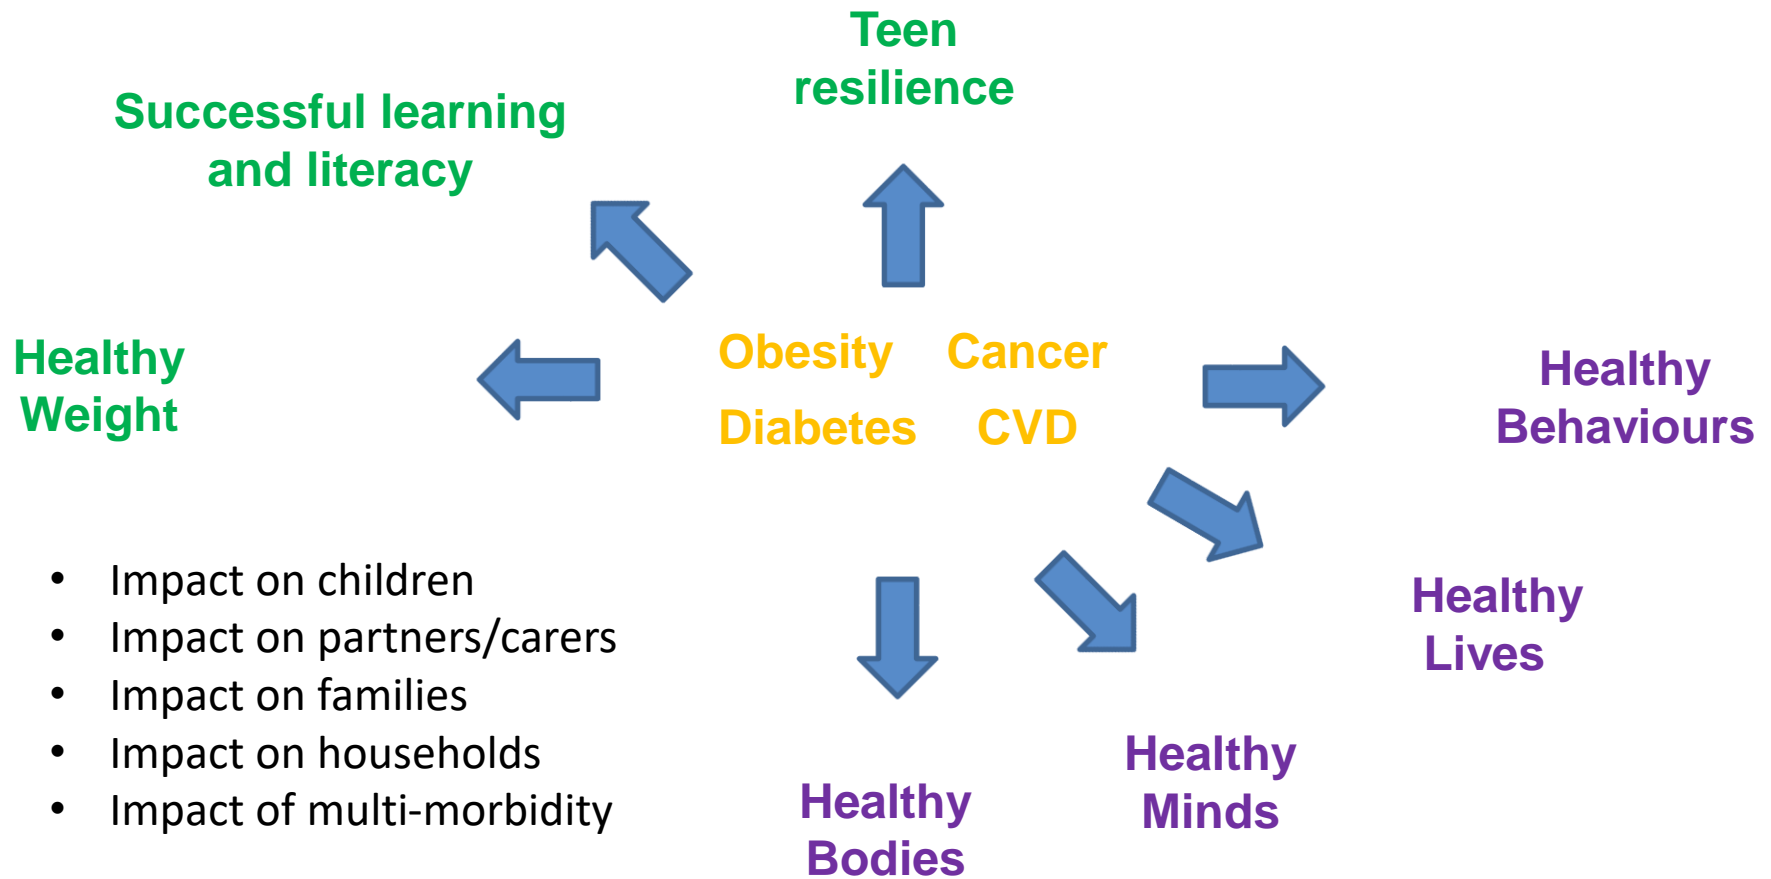 Teen
resilience
Successful learning
and literacy
Healthy
Weight
Obesity Cancer
Diabetes CVD
Healthy
Behaviours
Healthy
Lives
Healthy
Minds
Healthy
Bodies
• Impact on children
• Impact on partners/carers
• Impact on families
• Impact on households
• Impact of multi-morbidity